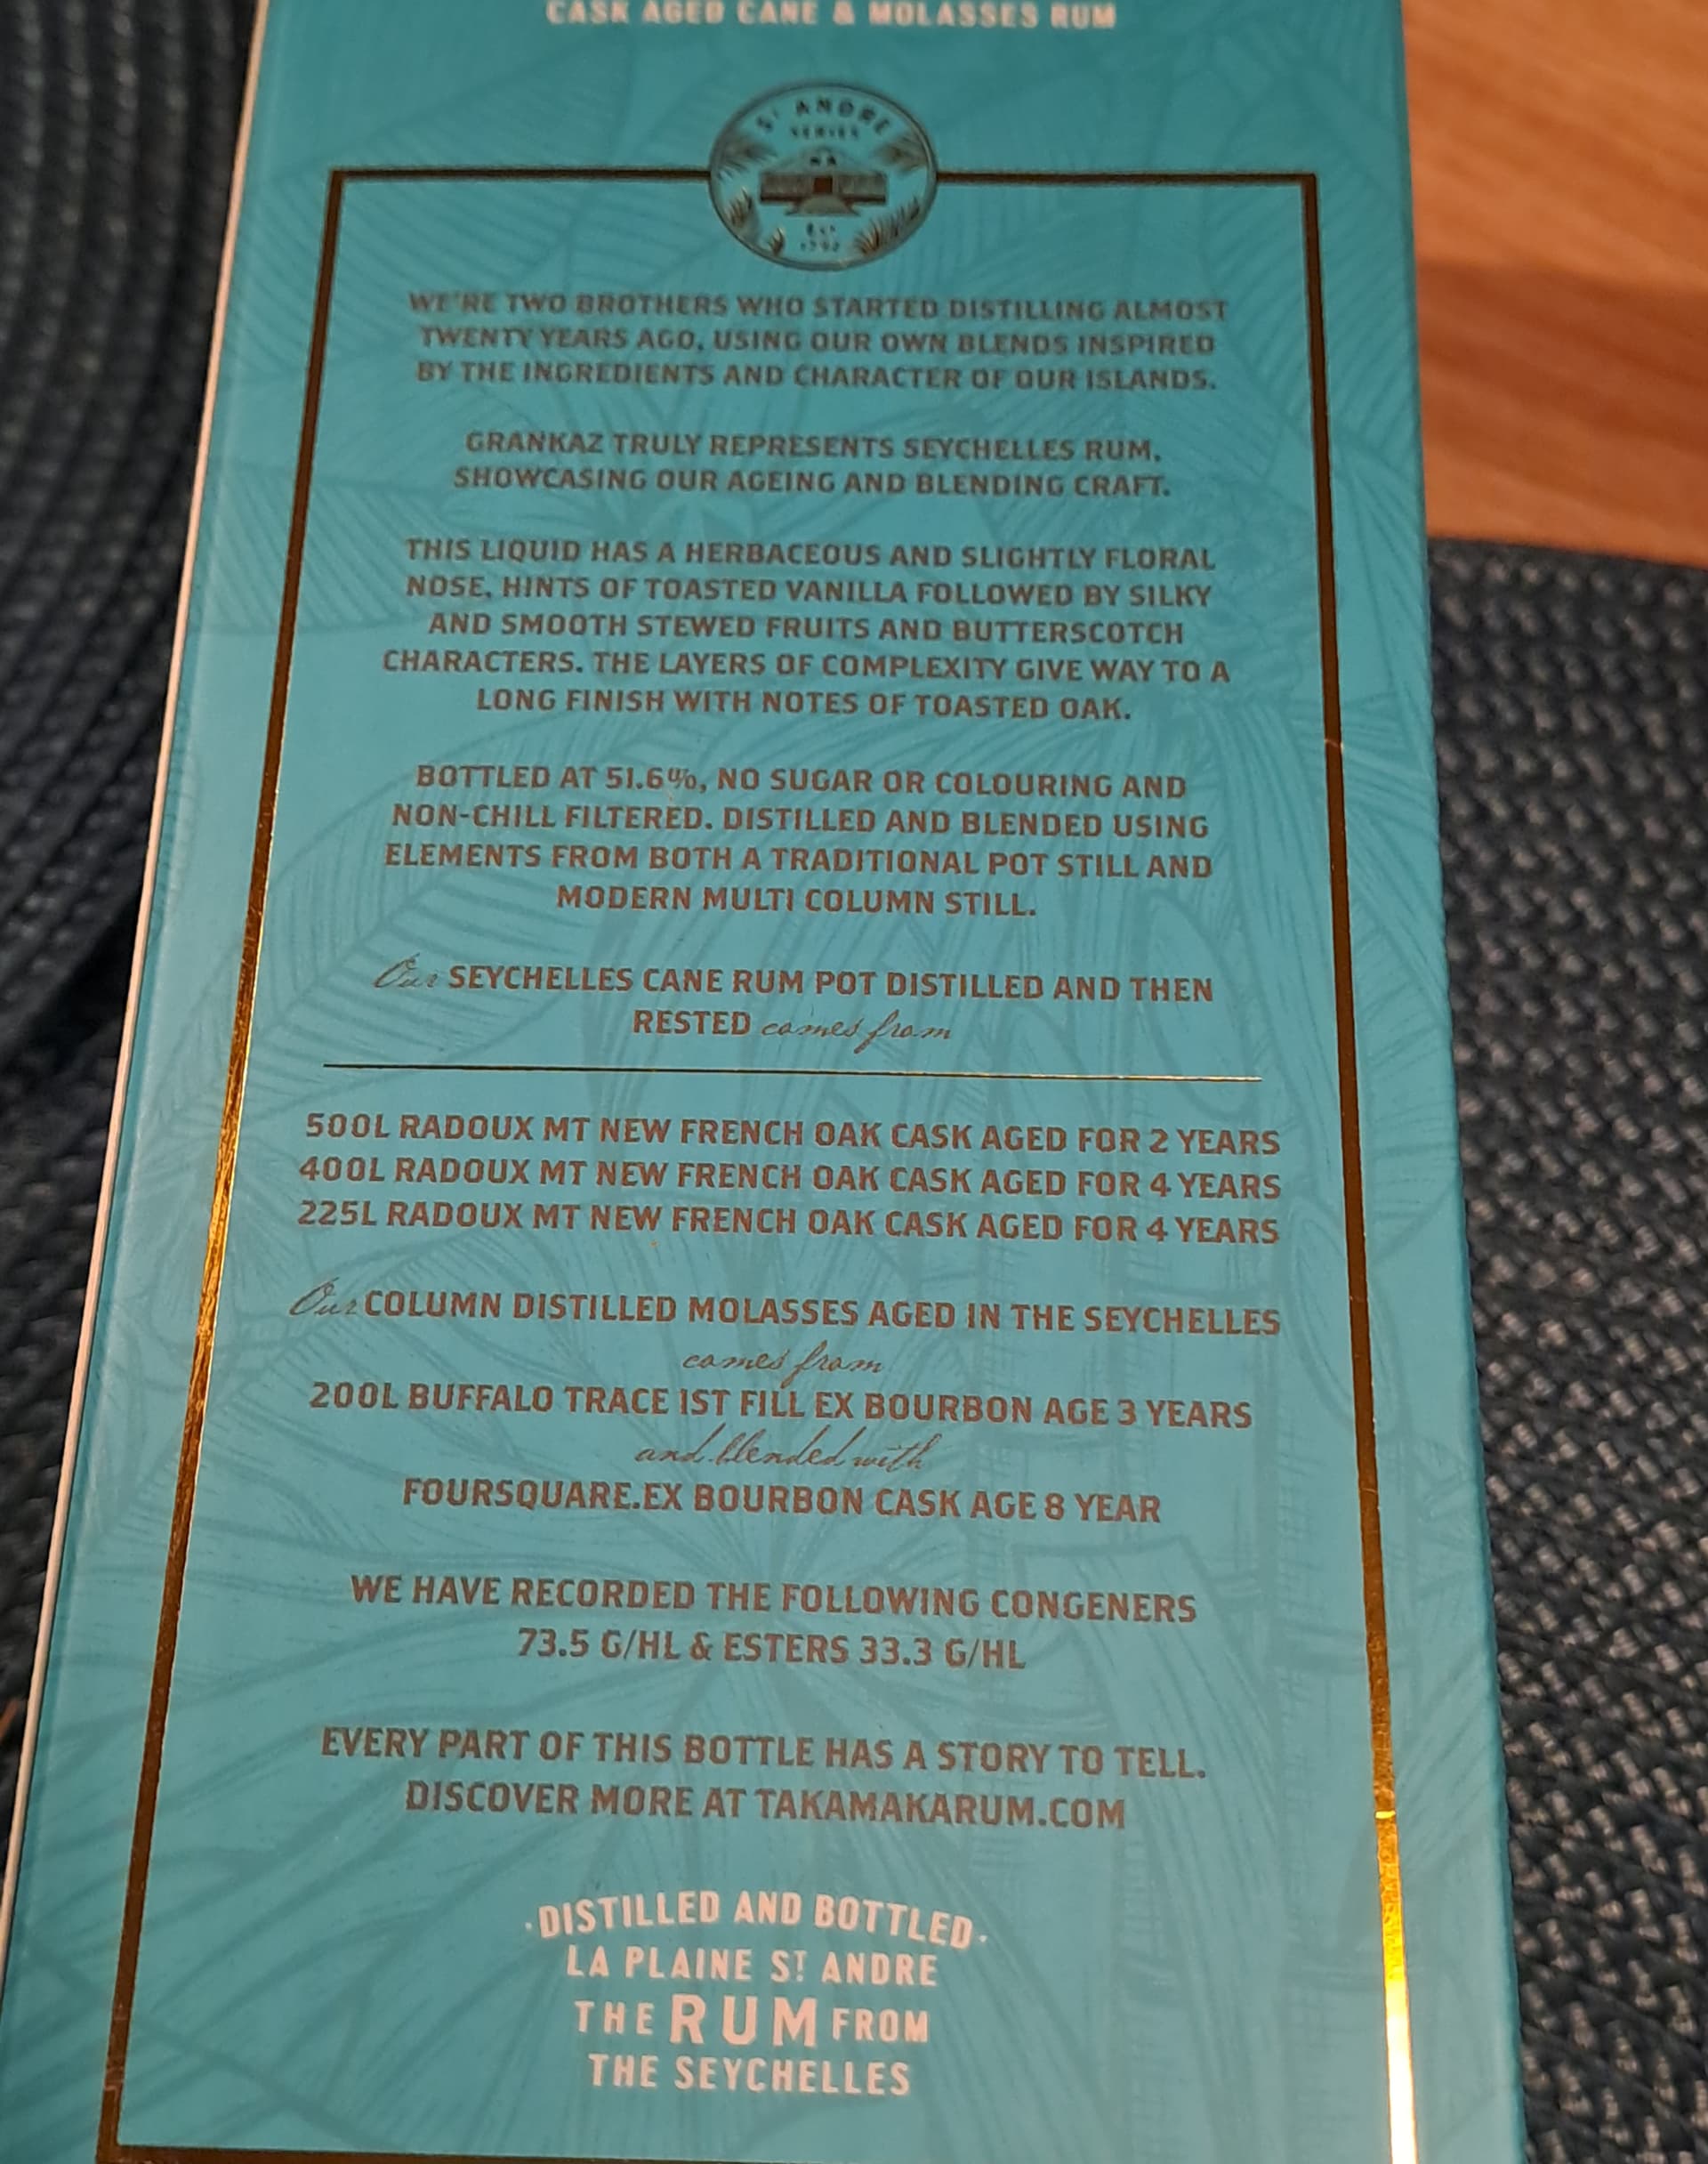 CASK AGED CANE & MOLASSES RUM
ST ANDRE
SERIES
WE'RE TWO BROTHERS WHO STARTED DISTILLING ALMOST
TWENTY YEARS AGO, USING OUR OWN BLENDS INSPIRED
BY THE INGREDIENTS AND CHARACTER OF OUR ISLANDS.
GRANKAZ TRULY REPRESENTS SEYCHELLES RUM,
SHOWCASING OUR AGEING AND BLENDING CRAFT.
THIS LIQUID HAS A HERBACEOUS AND SLIGHTLY FLORAL
NOSE, HINTS OF TOASTED VANILLA FOLLOWED BY SILKY
AND SMOOTH STEWED FRUITS AND BUTTERSCOTCH
CHARACTERS. THE LAYERS OF COMPLEXITY GIVE WAY TO A
LONG FINISH WITH NOTES OF TOASTED OAK.
BOTTLED AT 51.6%, NO SUGAR OR COLOURING AND
NON-CHILL FILTERED. DISTILLED AND BLENDED USING
ELEMENTS FROM BOTH A TRADITIONAL POT STILL AND
MODERN MULTI COLUMN STILL.
Our SEYCHELLES CANE RUM POT DISTILLED AND THEN
RESTED comes from
500L RADOUX MT NEW FRENCH OAK CASK AGED FOR 2 YEARS
400L RADOUX MT NEW FRENCH OAK CASK AGED FOR 4 YEARS
225L RADOUX MT NEW FRENCH OAK CASK AGED FOR 4 YEARS
Our COLUMN DISTILLED MOLASSES AGED IN THE SEYCHELLES
comes from
200L BUFFALO TRACE 1ST FILL EX BOURBON AGE 3 YEARS
and blended with
FOURSQUARE.EX BOURBON CASK AGE 8 YEAR
WE HAVE RECORDED THE FOLLOWING CONGENERS
73.5 G/HL & ESTERS 33.3 G/HL
EVERY PART OF THIS BOTTLE HAS A STORY TO TELL.
DISCOVER MORE AT TAKAMAKARUM.COM
·DISTILLED AND BOTTLED·
LA PLAINE ST ANDRE
THE RUM FROM
THE SEYCHELLES